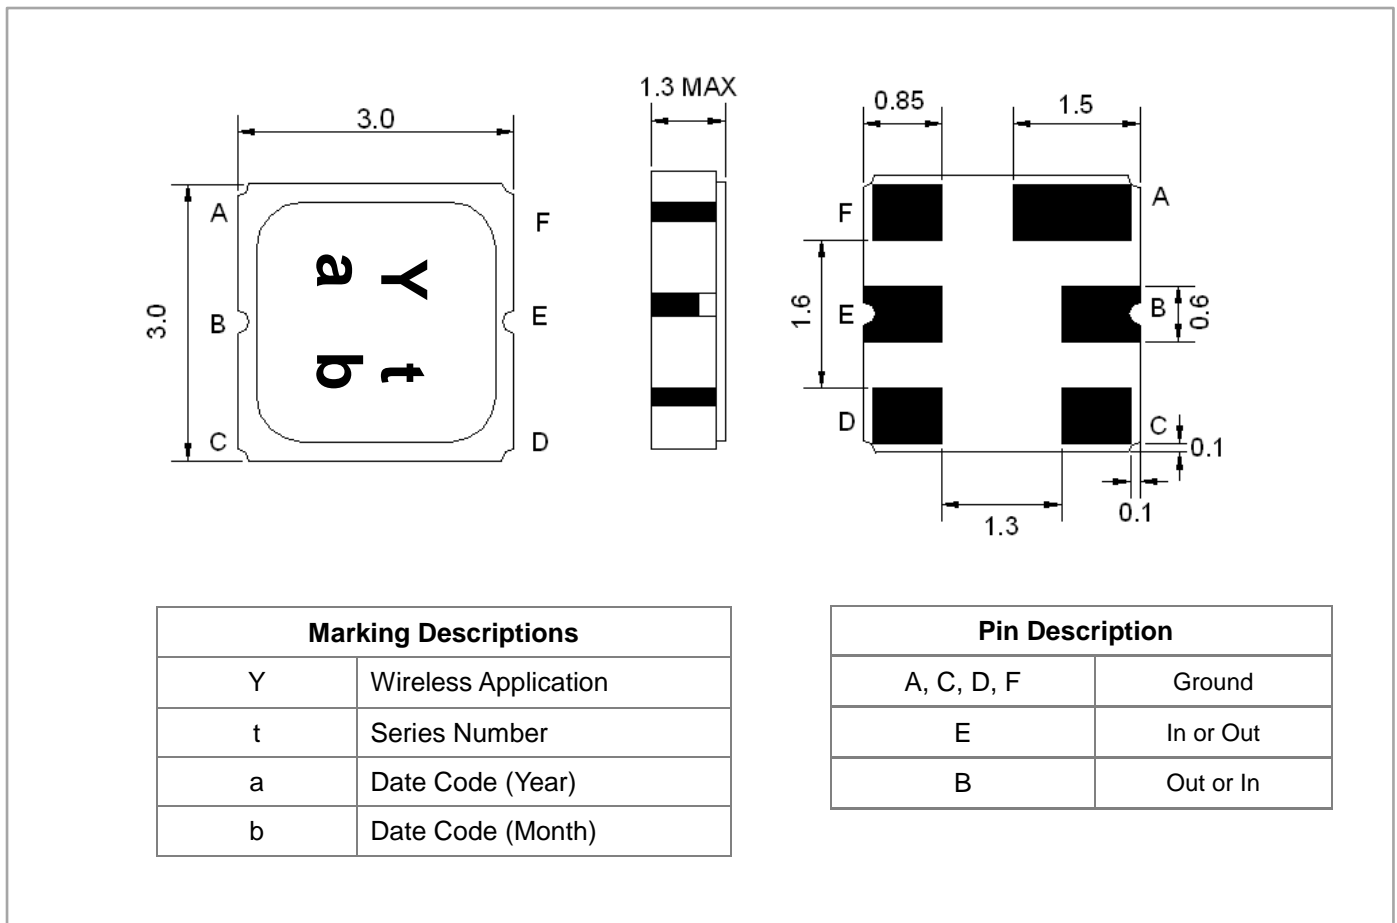 1.3 MAX
3.0
0.85
1.5
A
F
Y
a
3.0
B
E
t
b
C
D
F
A
1.6
E
B
0.6
D
C
0.1
0.1
1.3
Marking Descriptions
Y Wireless Application
t Series Number
a Date Code (Year)
b Date Code (Month)
Pin Description
A, C, D, F Ground
E In or Out
B Out or In